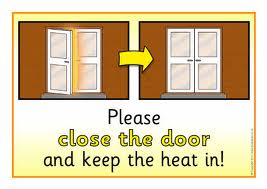 Please
close the door
and keep the heat in!